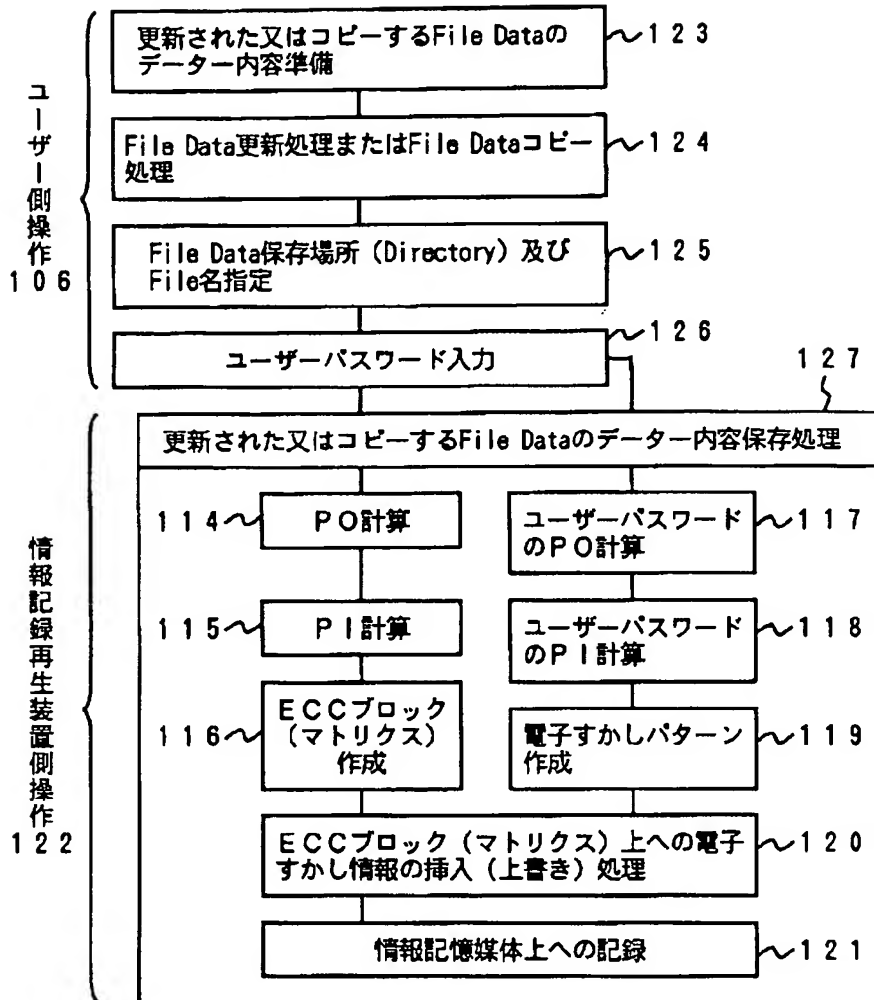 更新された又はコピーするFile Dataの
データー内容準備
～123
File Data更新処理またはFile Dataコピー
処理
～124
File Data保存場所（Directory）及び
File名指定
～125
ユーザーパスワード入力
126
ユーザー側操作
106
127
更新された又はコピーするFile Dataのデーター内容保存処理
114～
ＰＯ計算
ユーザーパスワード
のＰＯ計算
～117
115～
ＰＩ計算
ユーザーパスワード
のＰＩ計算
～118
116～
ＥＣＣブロック
（マトリクス）
作成
電子すかしパターン
作成
～119
ＥＣＣブロック（マトリクス）上への電子
すかし情報の挿入（上書き）処理
～120
情報記憶媒体上への記録
～121
情報記録再生装置側操作
122